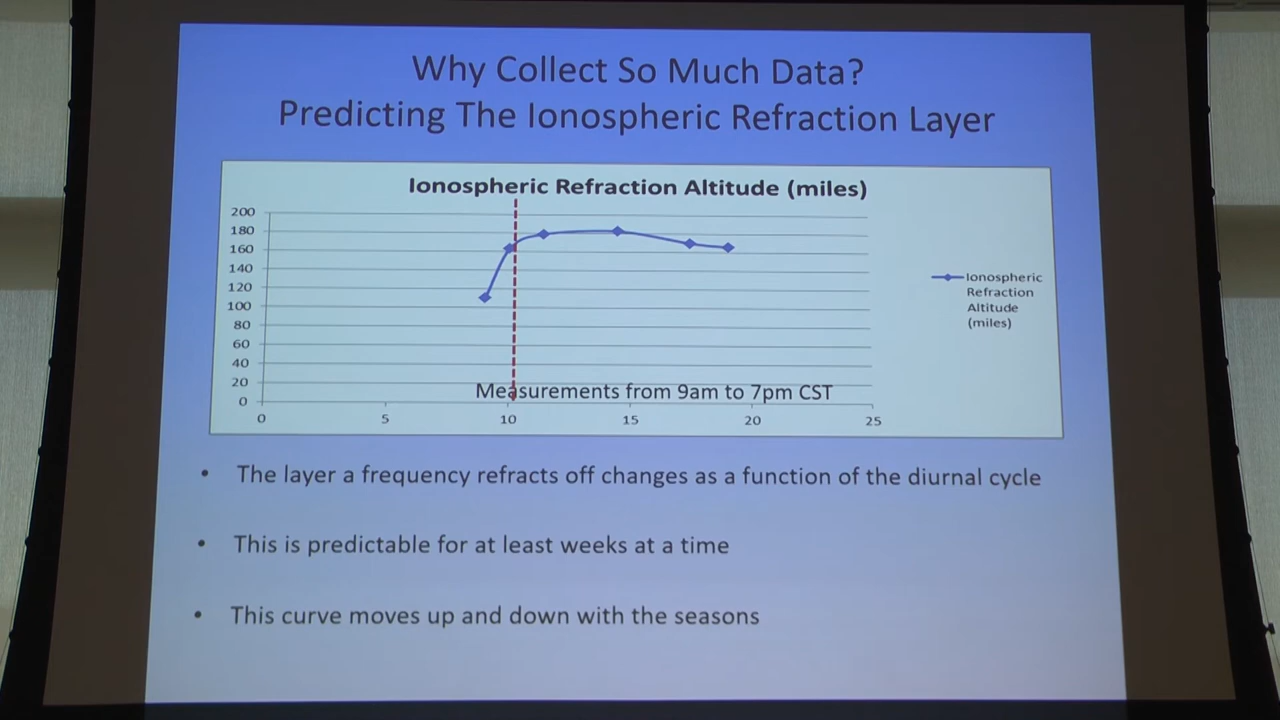 Why Collect So Much Data?
Predicting The Ionospheric Refraction Layer
Ionospheric Refraction Altitude (miles)
200
180
160
140
120
100
80
60
40
20
0
Measurements from 9am to 7pm CST
0 5 10 15 20 25
Ionospheric
Refraction
Altitude
(miles)
• The layer a frequency refracts off changes as a function of the diurnal cycle
• This is predictable for at least weeks at a time
• This curve moves up and down with the seasons